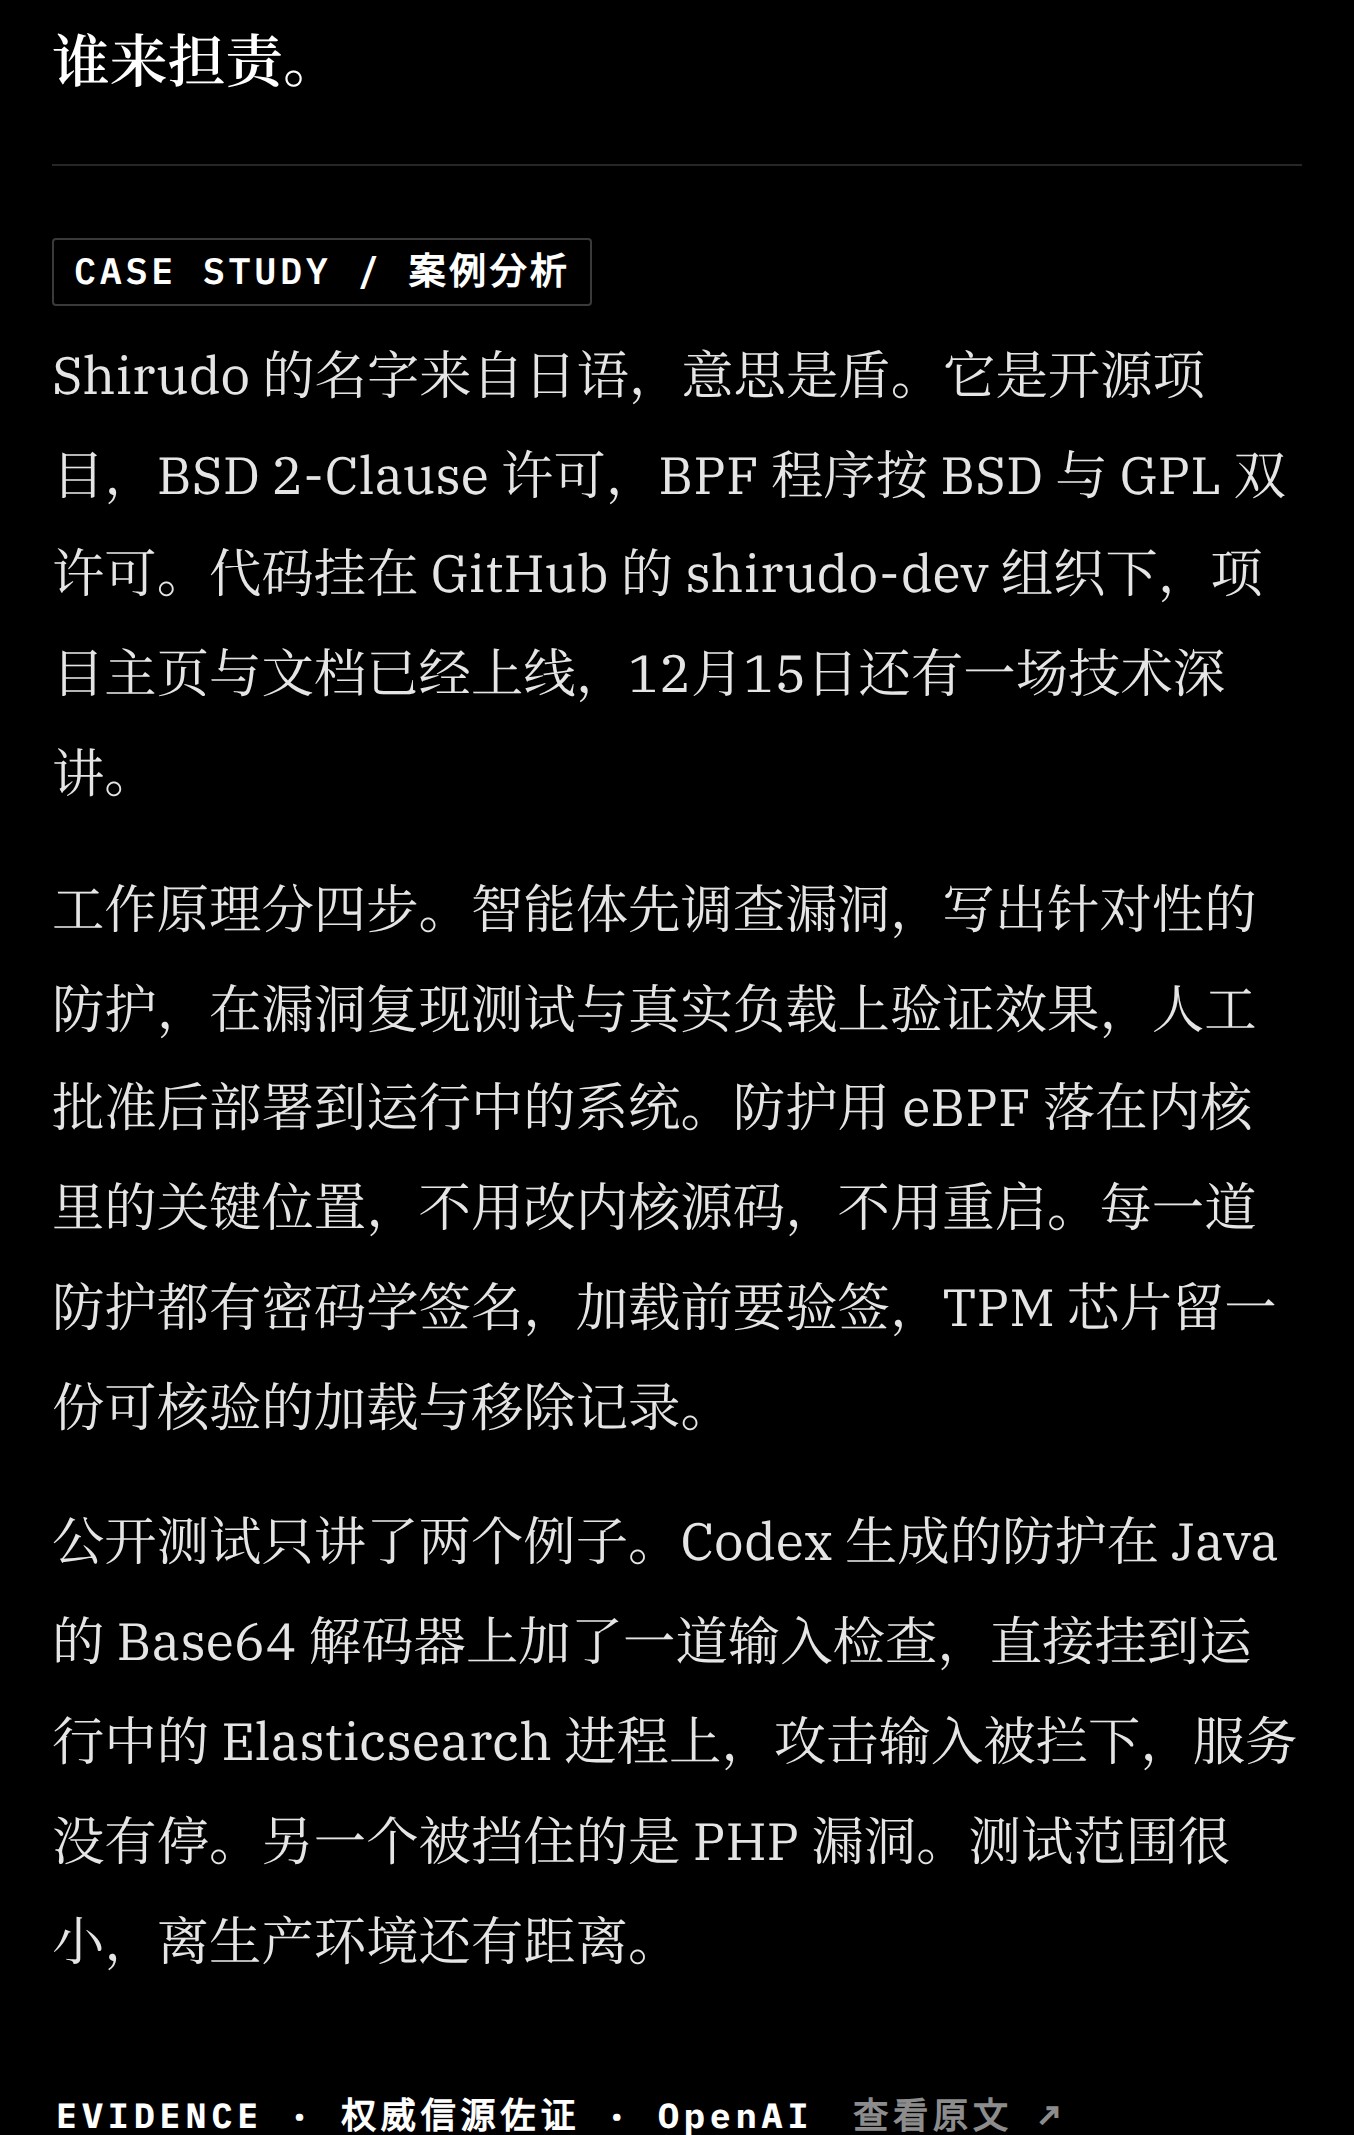 谁来担责。
CASE STUDY / 案例分析
Shirudo 的名字来自日语，意思是盾。它是开源项
目，BSD 2-Clause 许可，BPF 程序按 BSD 与 GPL 双
许可。代码挂在 GitHub 的 shirudo-dev 组织下，项
目主页与文档已经上线，12月15日还有一场技术深
讲。
工作原理分四步。智能体先调查漏洞，写出针对性的
防护，在漏洞复现测试与真实负载上验证效果，人工
批准后部署到运行中的系统。防护用 eBPF 落在内核
里的关键位置，不用改内核源码，不用重启。每一道
防护都有密码学签名，加载前要验签，TPM 芯片留一
份可核验的加载与移除记录。
公开测试只讲了两个例子。Codex 生成的防护在 Java
的 Base64 解码器上加了一道输入检查，直接挂到运
行中的 Elasticsearch 进程上，攻击输入被拦下，服务
没有停。另一个被挡住的是 PHP 漏洞。测试范围很
小，离生产环境还有距离。
EVIDENCE · 权威信源佐证 · OpenAI 查看原文 ↗